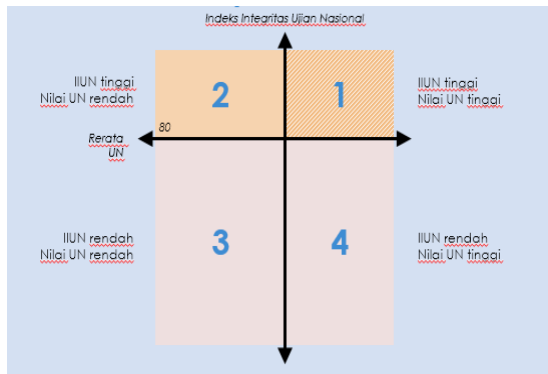 Indeks Integritas Ujian Nasional
IIUN tinggi
Nilai UN rendah
2
1
IIUN tinggi
Nilai UN tinggi
80
Rerata
UN
IIUN rendah
Nilai UN rendah
3
4
IIUN rendah
Nilai UN tinggi